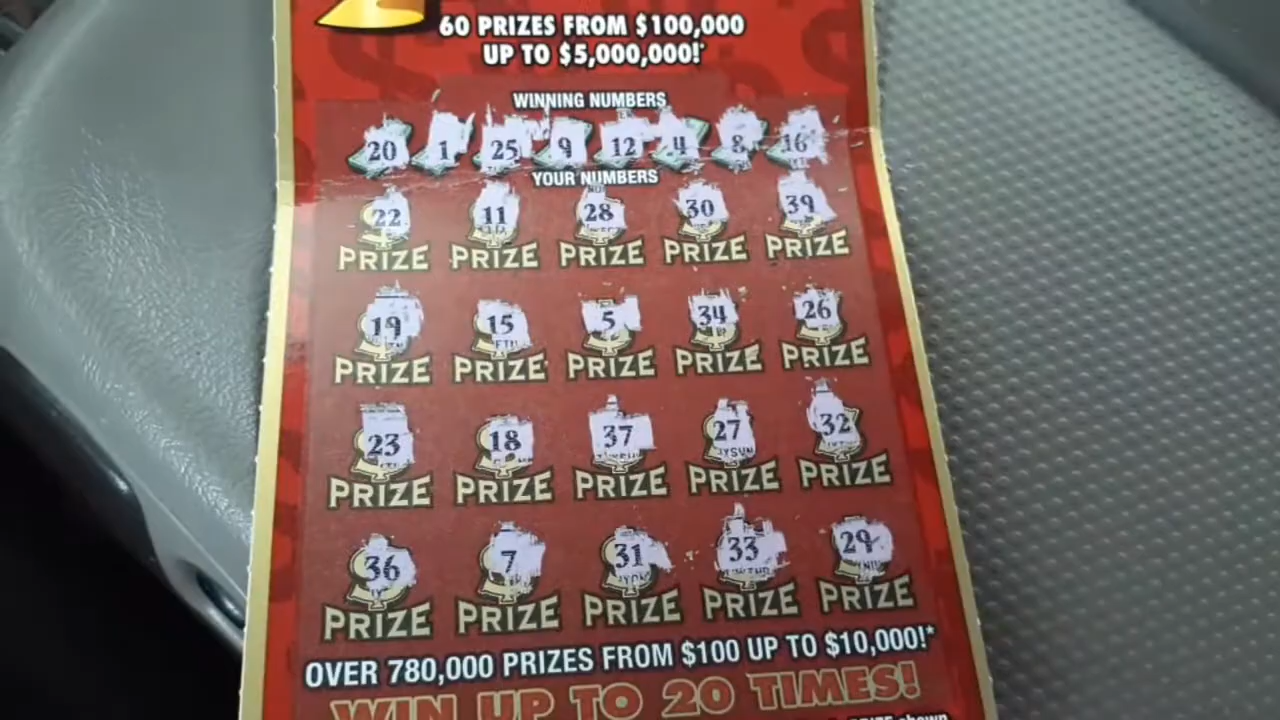 60 PRIZES FROM $100,000
UP TO $5,000,000!*
WINNING NUMBERS
20 1 25 9 12 4 8 16
YOUR NUMBERS
22 11 28 30 39
PRIZE PRIZE PRIZE PRIZE PRIZE
19 15 5 34 26
PRIZE PRIZE PRIZE PRIZE PRIZE
23 18 37 27 32
PRIZE PRIZE PRIZE PRIZE PRIZE
36 7 31 33 29
PRIZE PRIZE PRIZE PRIZE PRIZE
OVER 780,000 PRIZES FROM $100 UP TO $10,000!*
WIN UP TO 20 TIMES!
PRIZE shown